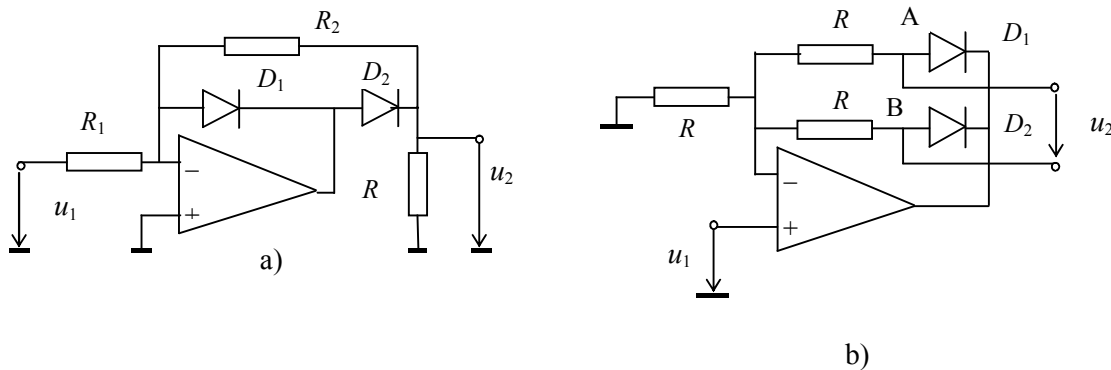 R₂
D₁
D₂
R₁
−
+
u₁
R
u₂
a)
R
A
D₁
R
R
B
D₂
u₂
−
+
u₁
b)